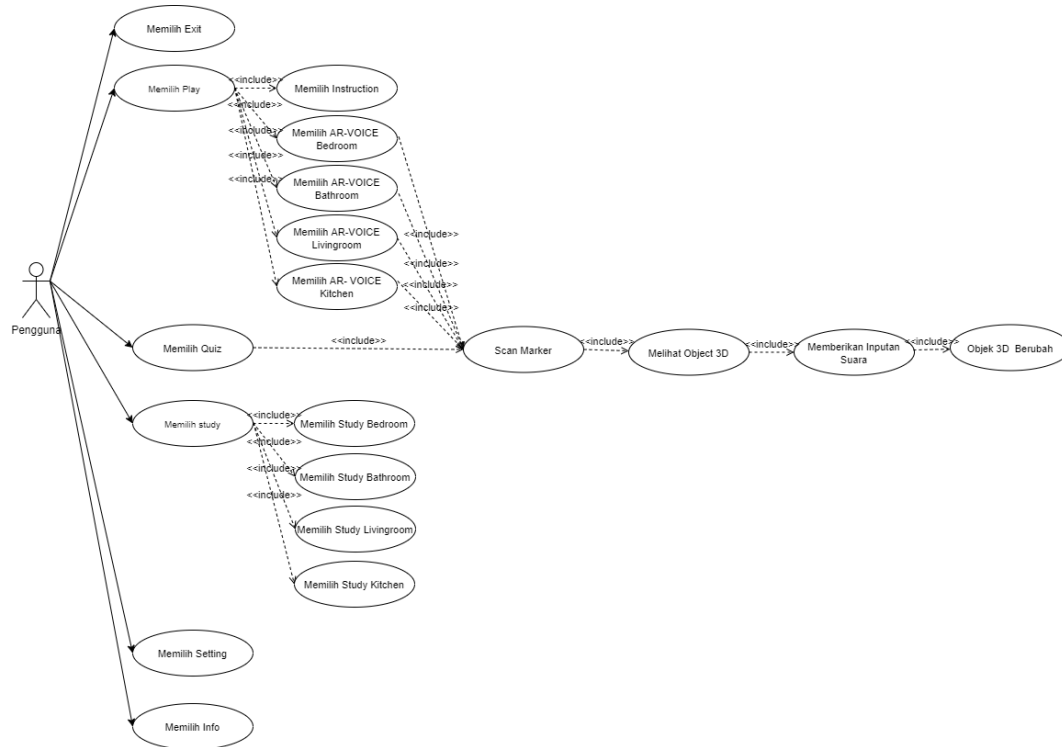 Memilih Exit
Memilih Play
<<include>>
Memilih Instruction
<<include>>
Memilih AR-VOICE
Bedroom
<<include>>
<<include>>
Memilih AR-VOICE
Bathroom
<<include>>
Memilih AR-VOICE
Livingroom
<<include>>
<<include>>
Memilih AR- VOICE
Kitchen
<<include>>
<<include>>
Pengguna
Memilih Quiz
<<include>>
Scan Marker
<<include>>
Melihat Object 3D
<<include>>
Memberikan Inputan
Suara
<<include>>
Objek 3D Berubah
Memilih study
<<include>>
Memilih Study Bedroom
<<include>>
<<include>>
Memilih Study Bathroom
<<include>>
Memilih Study Livingroom
Memilih Study Kitchen
Memilih Setting
Memilih Info